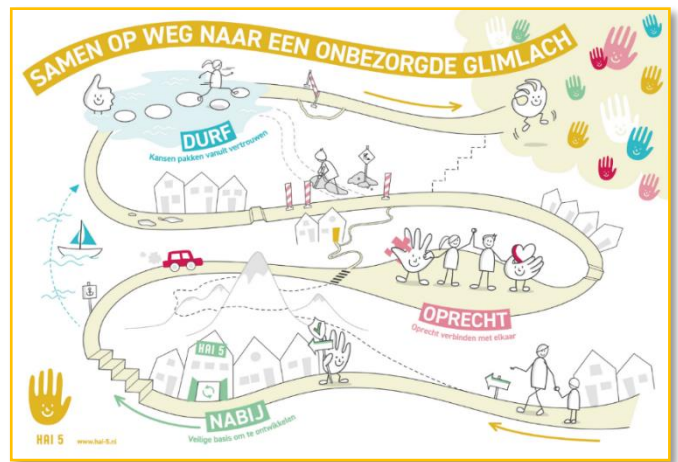 SAMEN OP WEG NAAR EEN ONBEZORGDE GLIMLACH
DURF
Kansen pakken vanuit vertrouwen
OPRECHT
Oprecht verbinden met elkaar
HAI 5
NABIJ
Veilige basis om te ontwikkelen
HAI 5 www.hai-5.nl